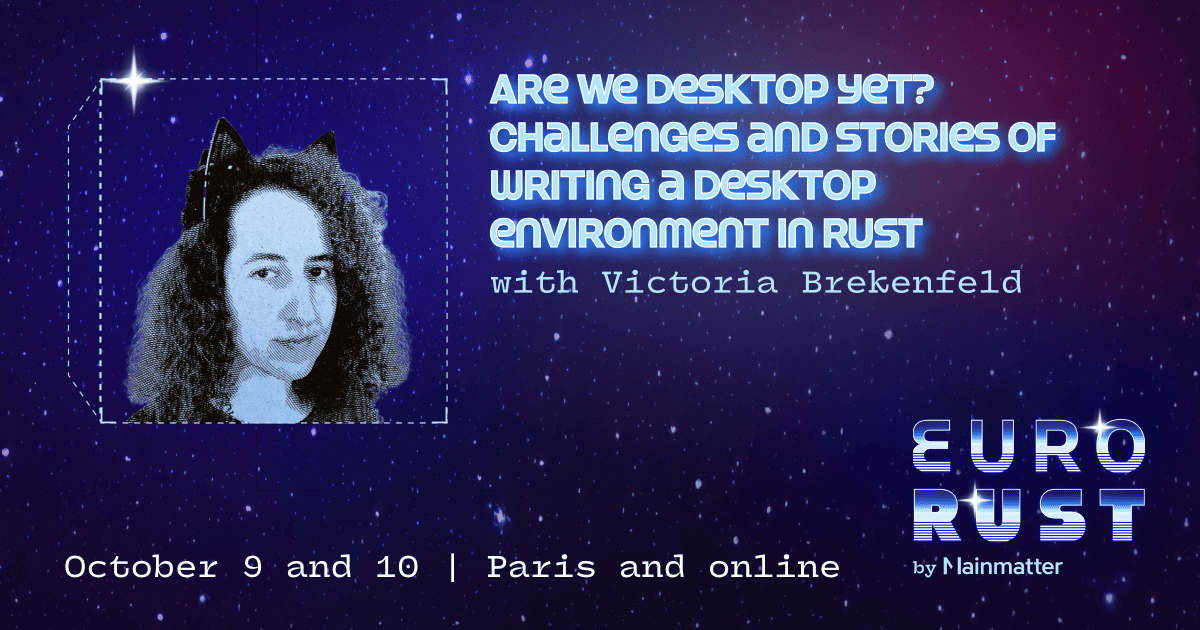 Are we desktop yet?
Challenges and stories of
writing a desktop
environment in Rust
with Victoria Brekenfeld
EURO
RUST
by Mainmatter
October 9 and 10 | Paris and online